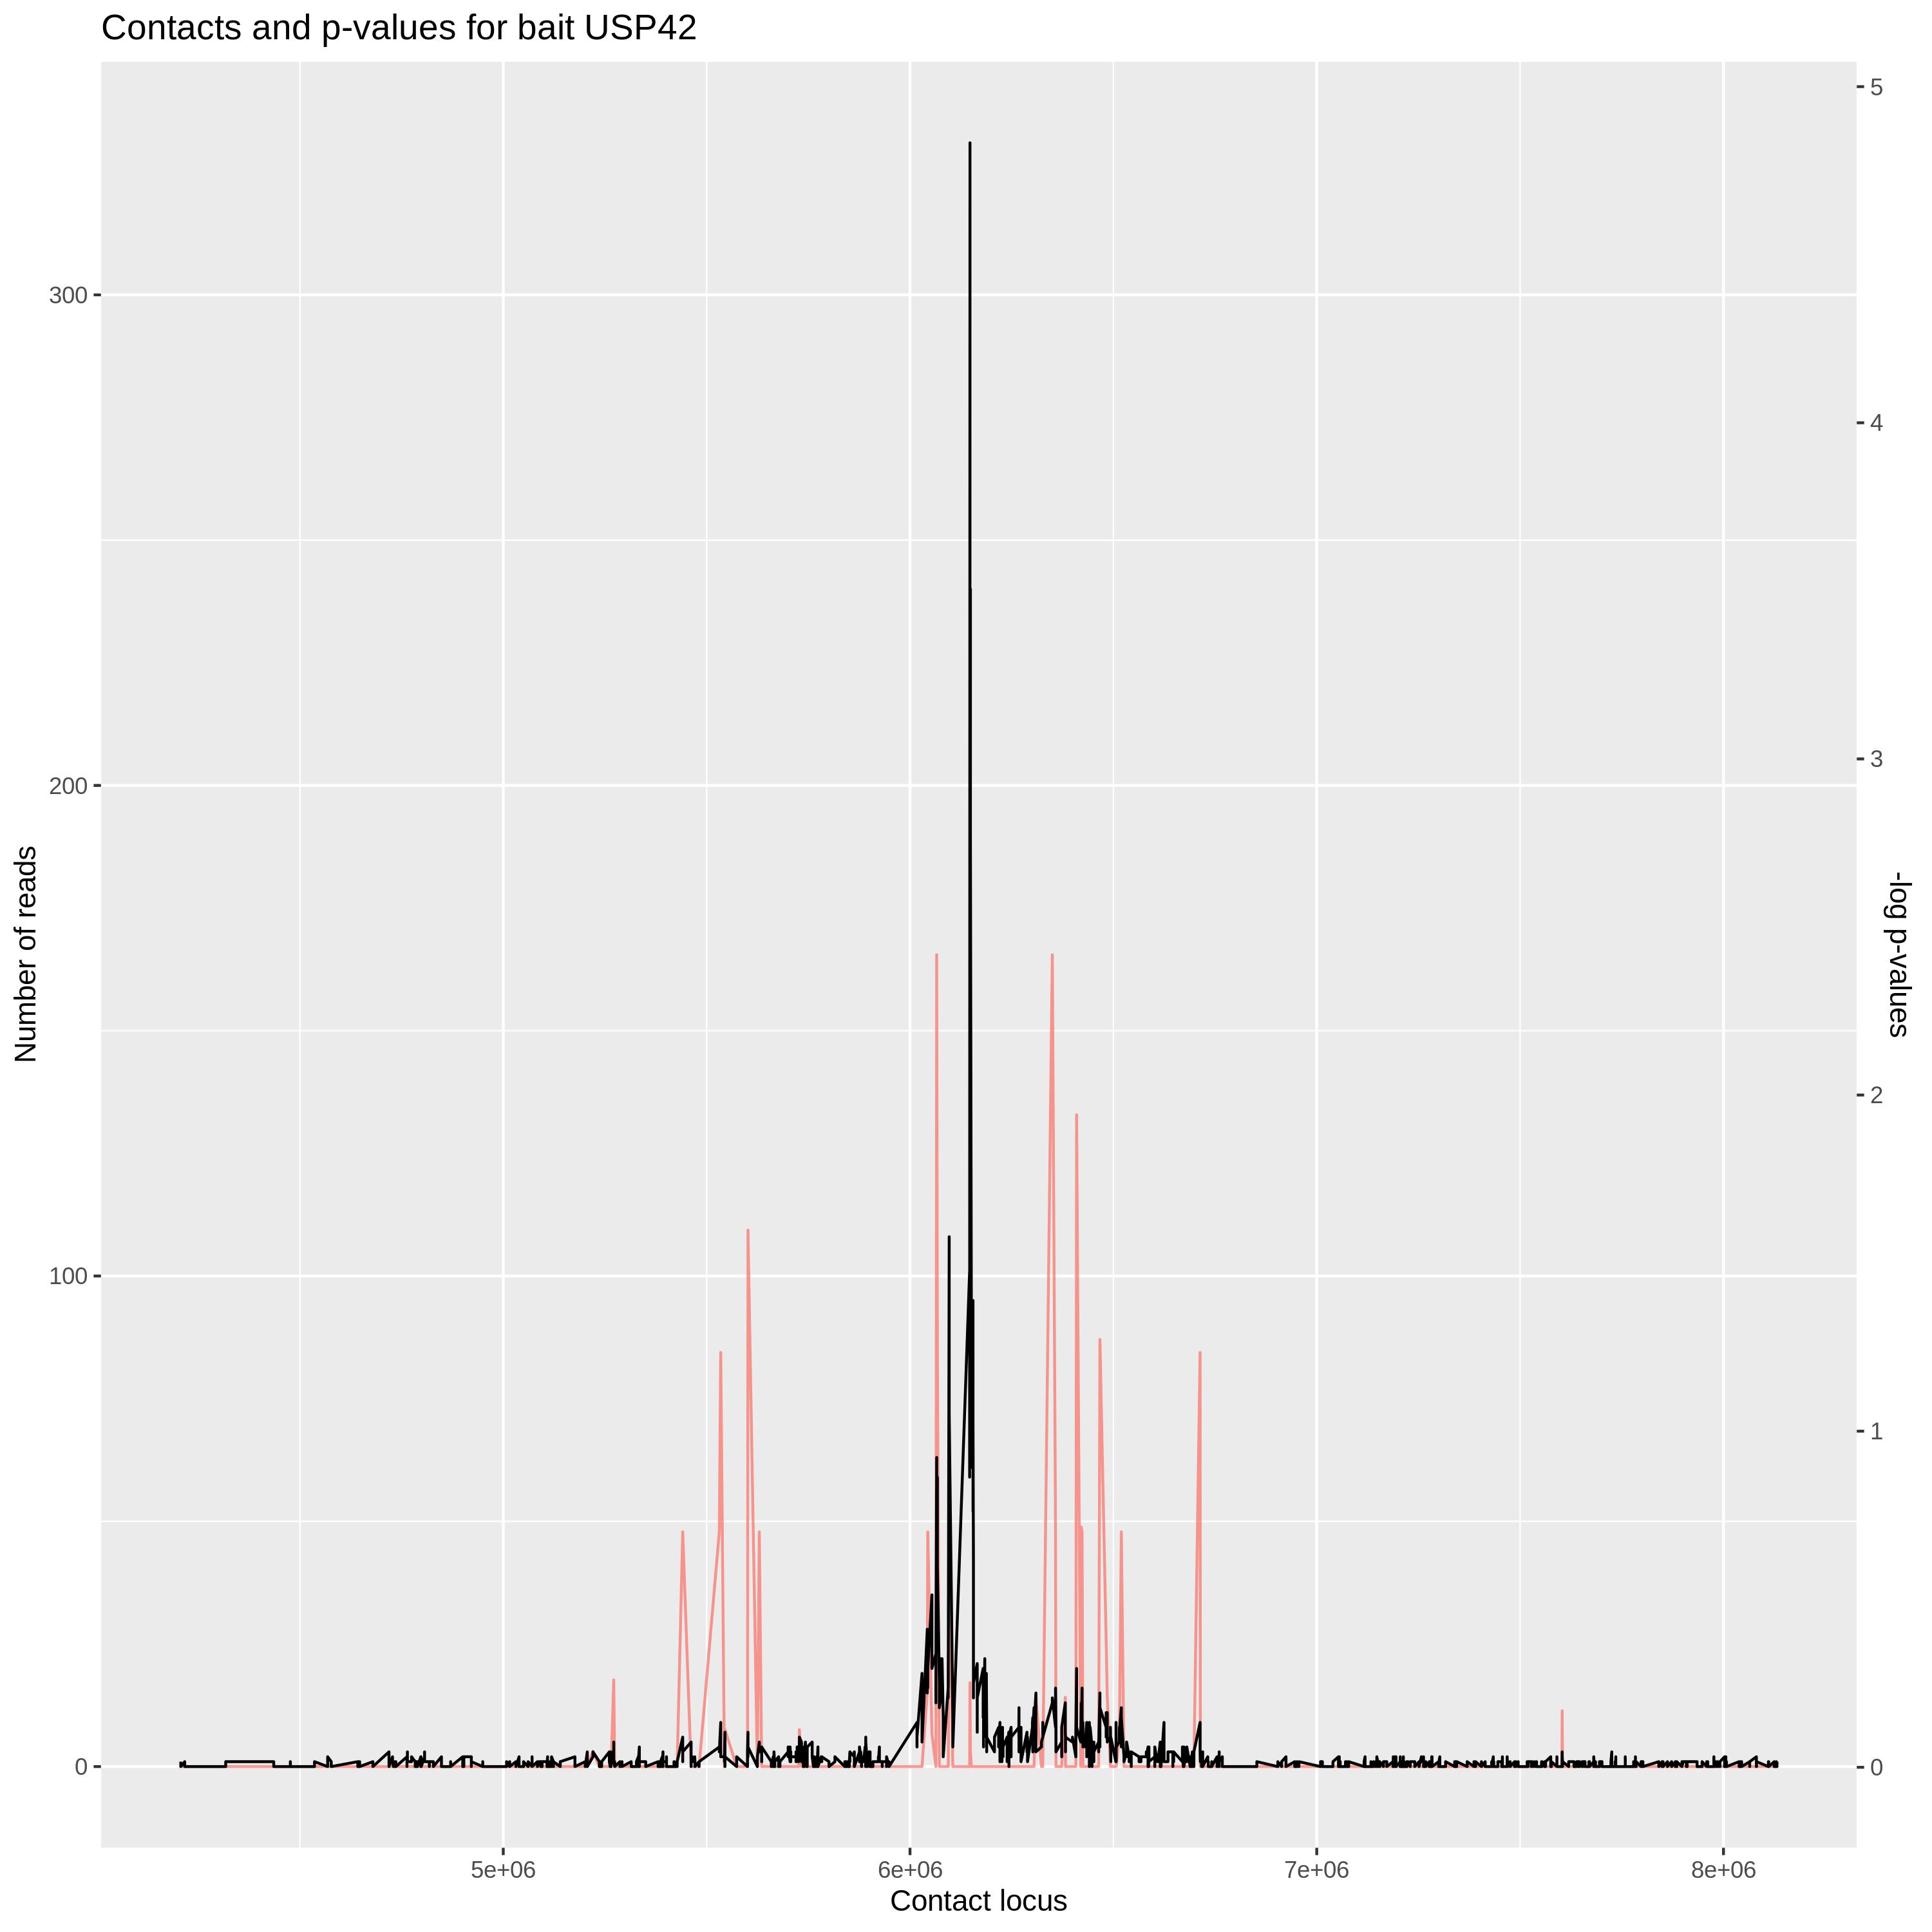 Contacts and p-values for bait USP42
Number of reads
300
200
100
0
5
4
3
2
1
0
-log p-values
5e+06
6e+06
7e+06
8e+06
Contact locus